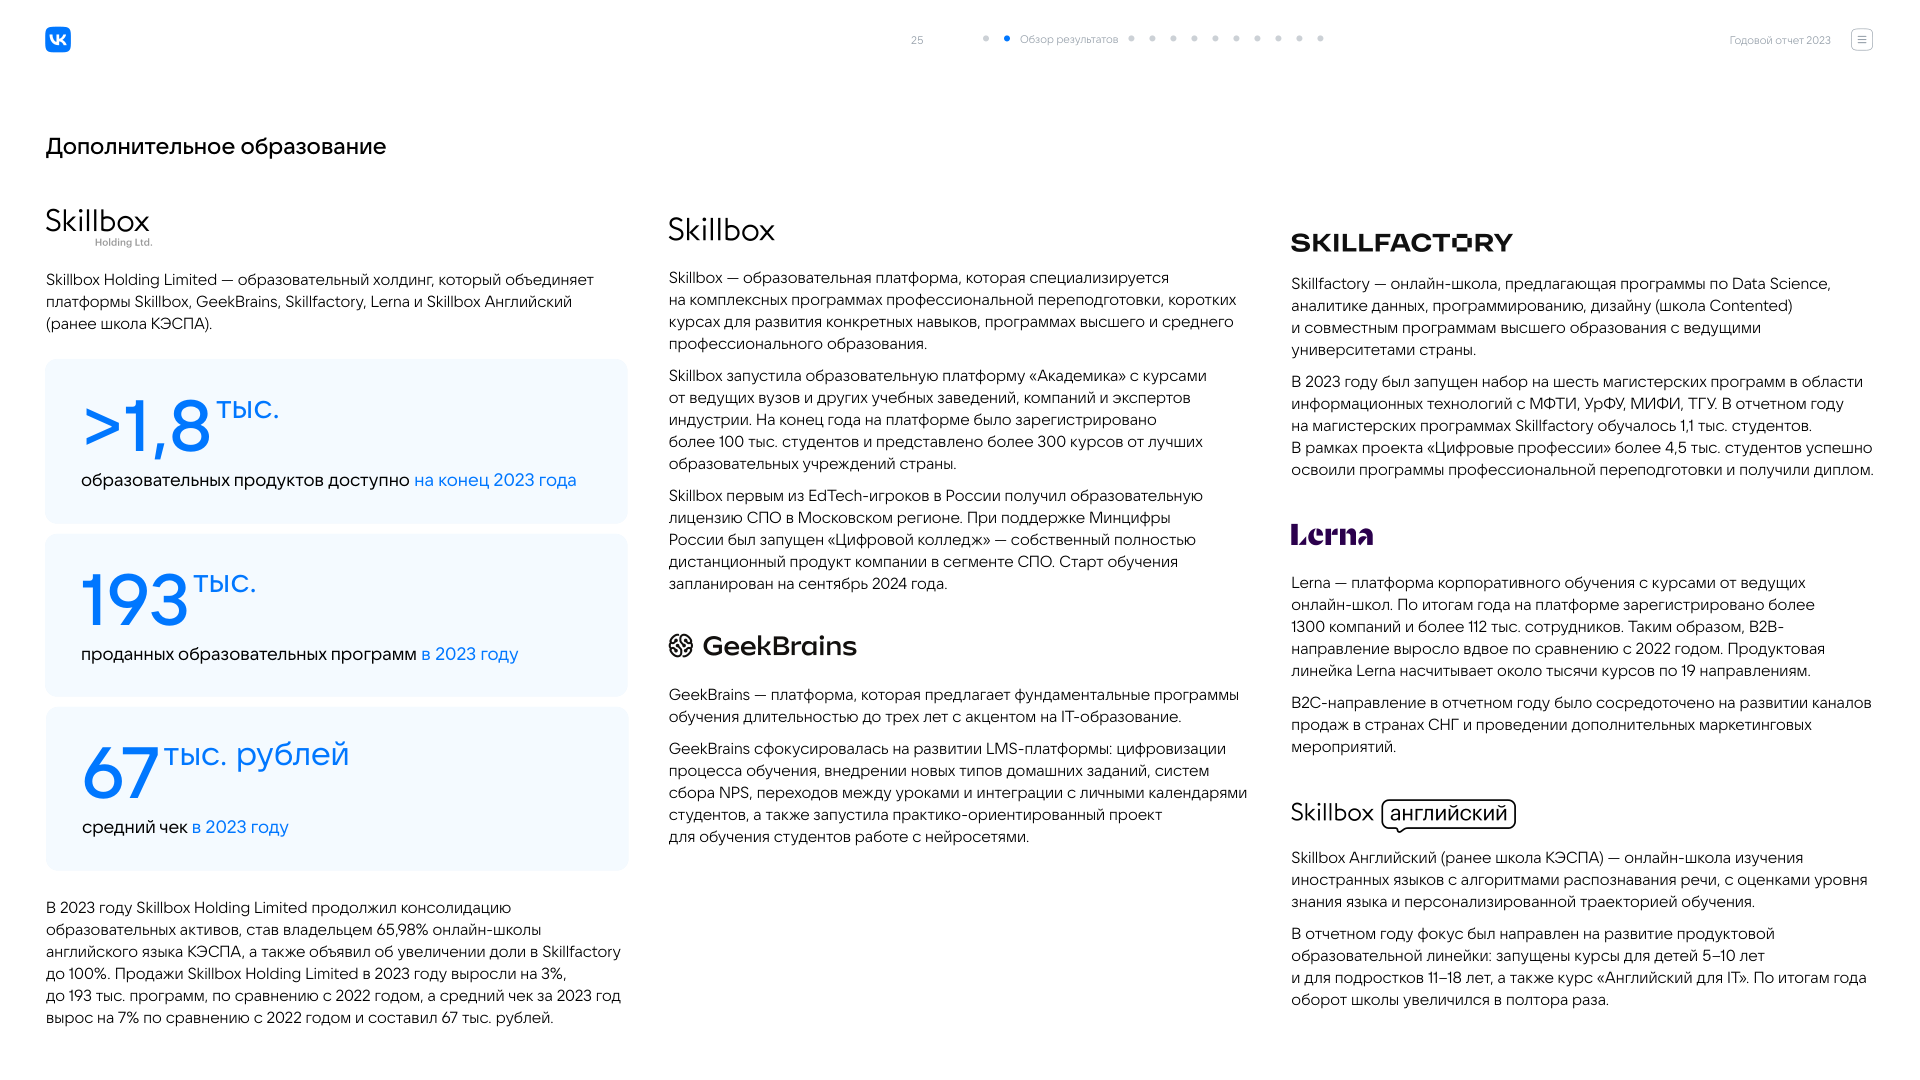 25
Обзор результатов
Годовой отчет 2023
Дополнительное образование
Skillbox
Holding Ltd.
Skillbox Holding Limited — образовательный холдинг, который объединяет
платформы Skillbox, GeekBrains, Skillfactory, Lerna и Skillbox Английский
(ранее школа КЭСПА).
>1,8 тыс.
образовательных продуктов доступно на конец 2023 года
193 тыс.
проданных образовательных программ в 2023 году
67 тыс. рублей
средний чек в 2023 году
В 2023 году Skillbox Holding Limited продолжил консолидацию
образовательных активов, став владельцем 65,98% онлайн-школы
английского языка КЭСПА, а также объявил об увеличении доли в Skillfactory
до 100%. Продажи Skillbox Holding Limited в 2023 году выросли на 3%,
до 193 тыс. программ, по сравнению с 2022 годом, а средний чек за 2023 год
вырос на 7% по сравнению с 2022 годом и составил 67 тыс. рублей.
Skillbox
Skillbox — образовательная платформа, которая специализируется
на комплексных программах профессиональной переподготовки, коротких
курсах для развития конкретных навыков, программах высшего и среднего
профессионального образования.
Skillbox запустила образовательную платформу «Академика» с курсами
от ведущих вузов и других учебных заведений, компаний и экспертов
индустрии. На конец года на платформе было зарегистрировано
более 100 тыс. студентов и представлено более 300 курсов от лучших
образовательных учреждений страны.
Skillbox первым из EdTech-игроков в России получил образовательную
лицензию СПО в Московском регионе. При поддержке Минцифры
России был запущен «Цифровой колледж» — собственный полностью
дистанционный продукт компании в сегменте СПО. Старт обучения
запланирован на сентябрь 2024 года.
GeekBrains
GeekBrains — платформа, которая предлагает фундаментальные программы
обучения длительностью до трех лет с акцентом на IT-образование.
GeekBrains сфокусировалась на развитии LMS-платформы: цифровизации
процесса обучения, внедрении новых типов домашних заданий, систем
сбора NPS, переходов между уроками и интеграции с личными календарями
студентов, а также запустила практико-ориентированный проект
для обучения студентов работе с нейросетями.
SKILLFACTORY
Skillfactory — онлайн-школа, предлагающая программы по Data Science,
аналитике данных, программированию, дизайну (школа Contented)
и совместным программам высшего образования с ведущими
университетами страны.
В 2023 году был запущен набор на шесть магистерских программ в области
информационных технологий с МФТИ, УрФУ, МИФИ, ТГУ. В отчетном году
на магистерских программах Skillfactory обучалось 1,1 тыс. студентов.
В рамках проекта «Цифровые профессии» более 4,5 тыс. студентов успешно
освоили программы профессиональной переподготовки и получили диплом.
Lerna
Lerna — платформа корпоративного обучения с курсами от ведущих
онлайн-школ. По итогам года на платформе зарегистрировано более
1300 компаний и более 112 тыс. сотрудников. Таким образом, B2B-
направление выросло вдвое по сравнению с 2022 годом. Продуктовая
линейка Lerna насчитывает около тысячи курсов по 19 направлениям.
B2C-направление в отчетном году было сосредоточено на развитии каналов
продаж в странах СНГ и проведении дополнительных маркетинговых
мероприятий.
Skillbox английский
Skillbox Английский (ранее школа КЭСПА) — онлайн-школа изучения
иностранных языков с алгоритмами распознавания речи, с оценками уровня
знания языка и персонализированной траекторией обучения.
В отчетном году фокус был направлен на развитие продуктовой
образовательной линейки: запущены курсы для детей 5–10 лет
и для подростков 11–18 лет, а также курс «Английский для IT». По итогам года
оборот школы увеличился в полтора раза.